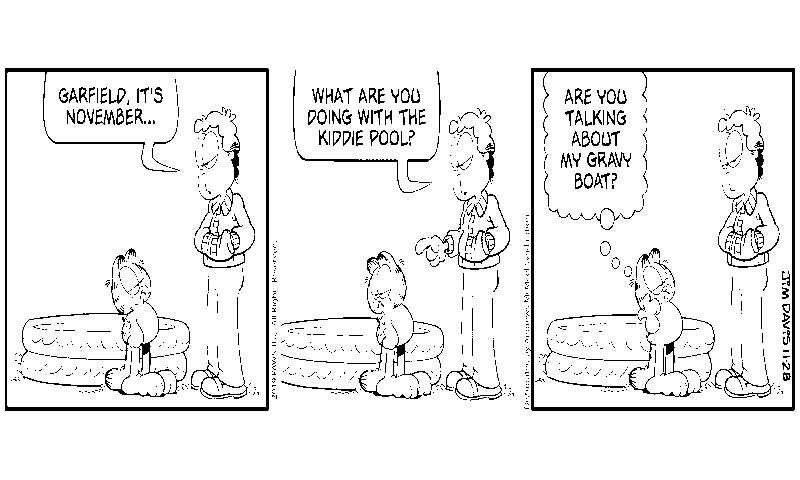 GARFIELD, IT'S
NOVEMBER...
WHAT ARE YOU
DOING WITH THE
KIDDIE POOL?
ARE YOU
TALKING
ABOUT
MY GRAVY
BOAT?
JIM DAVIS 11-28